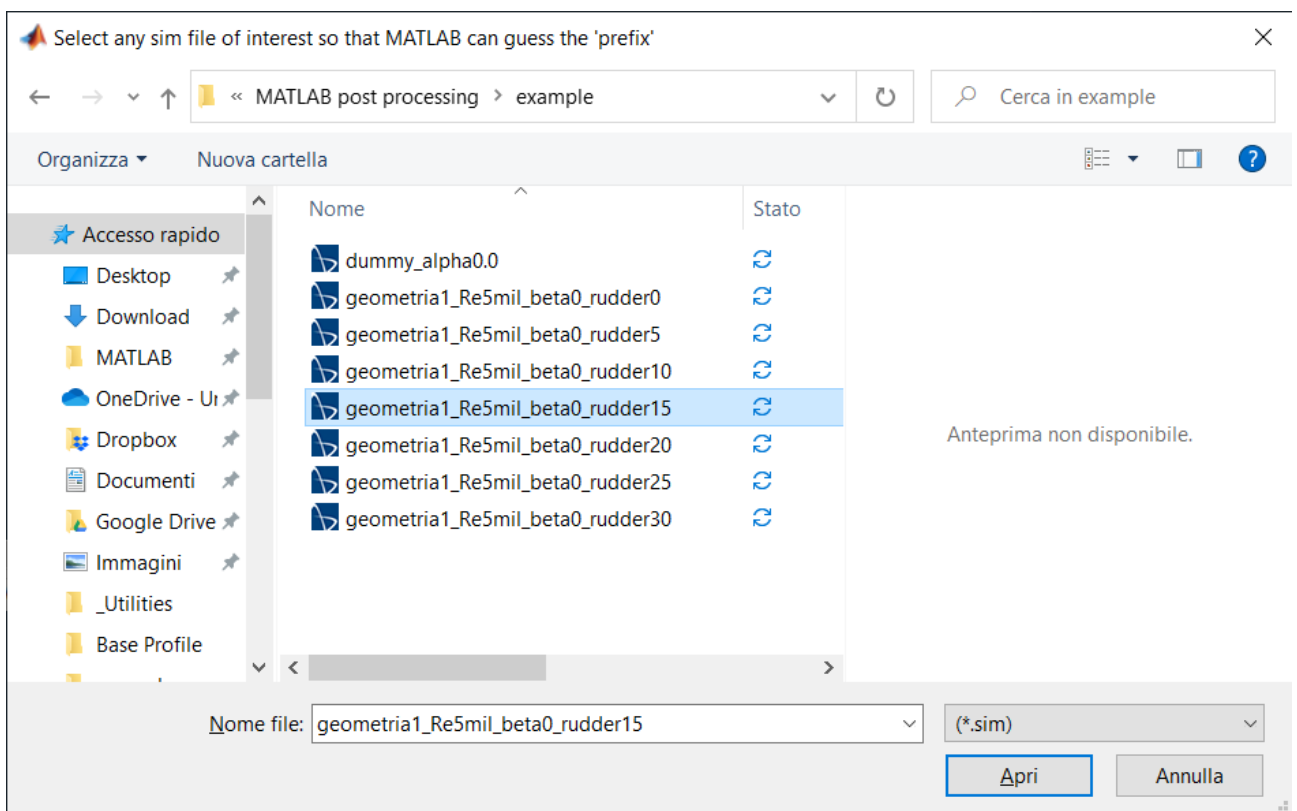 Select any sim file of interest so that MATLAB can guess the 'prefix'
« MATLAB post processing > example
Cerca in example
Organizza
Nuova cartella
?
Nome
Stato
Accesso rapido
Desktop
Download
MATLAB
OneDrive - Ur
Dropbox
Documenti
Google Drive
Immagini
_Utilities
Base Profile
dummy_alpha0.0
geometria1_Re5mil_beta0_rudder0
geometria1_Re5mil_beta0_rudder5
geometria1_Re5mil_beta0_rudder10
geometria1_Re5mil_beta0_rudder15
geometria1_Re5mil_beta0_rudder20
geometria1_Re5mil_beta0_rudder25
geometria1_Re5mil_beta0_rudder30
Anteprima non disponibile.
Nome file: geometria1_Re5mil_beta0_rudder15
(*.sim)
Apri
Annulla